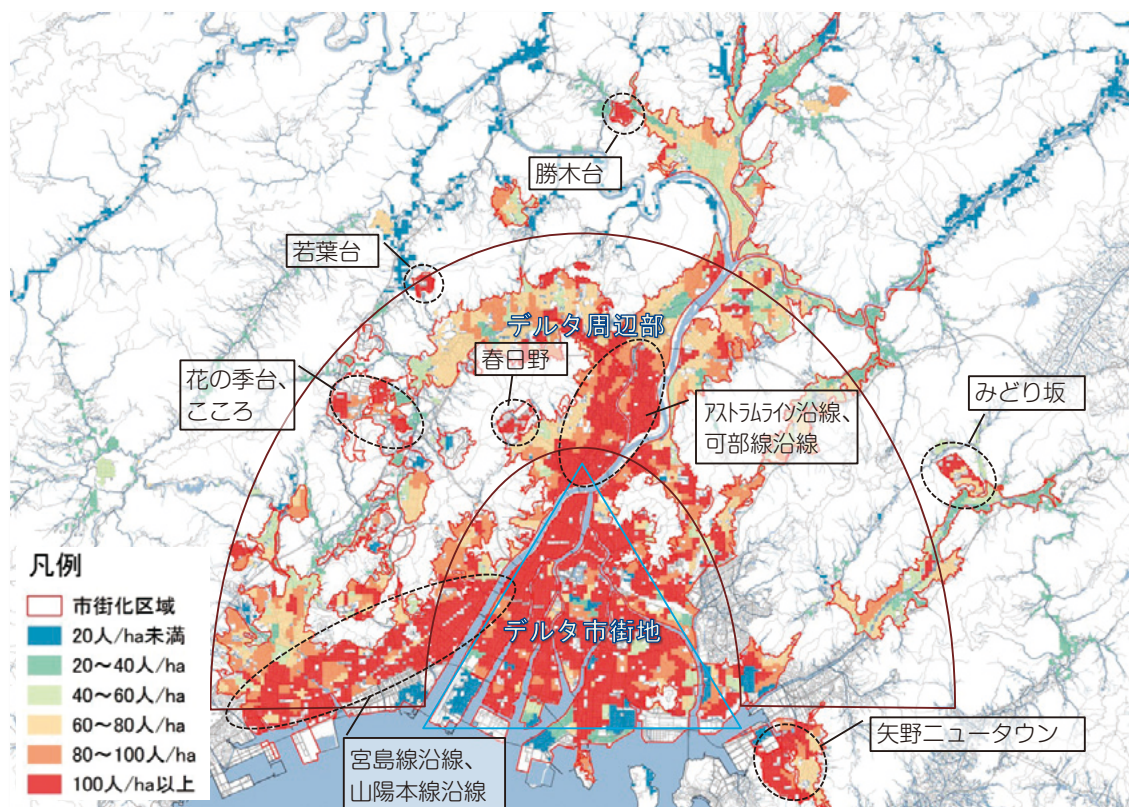 勝木台
若葉台
デルタ周辺部
春日野
花の季台、
こころ
みどり坂
アストラムライン沿線、
可部線沿線
凡例
市街化区域
20人/ha未満
20～40人/ha
40～60人/ha
60～80人/ha
80～100人/ha
100人/ha以上
デルタ市街地
宮島線沿線、
山陽本線沿線
矢野ニュータウン